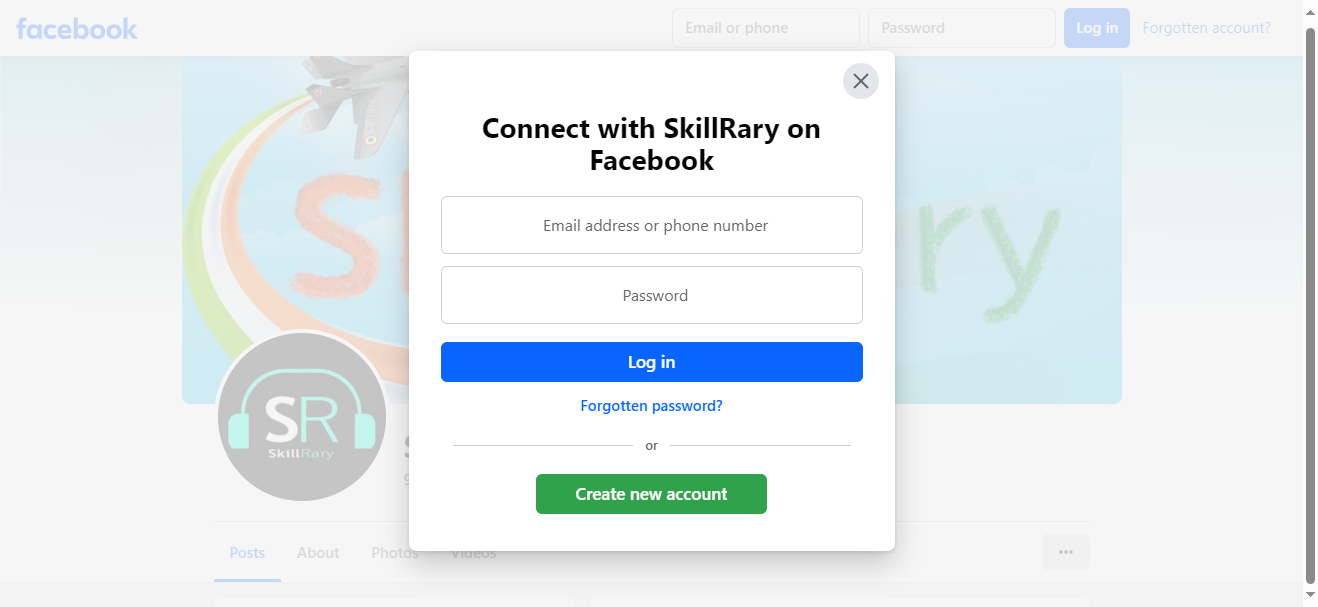 facebook
Email or phone
Password
Log in
Forgotten account?
Connect with SkillRary on
Facebook
Email address or phone number
Password
Log in
Forgotten password?
or
Create new account
SR
SkillRary
Posts
About
Photos
Videos